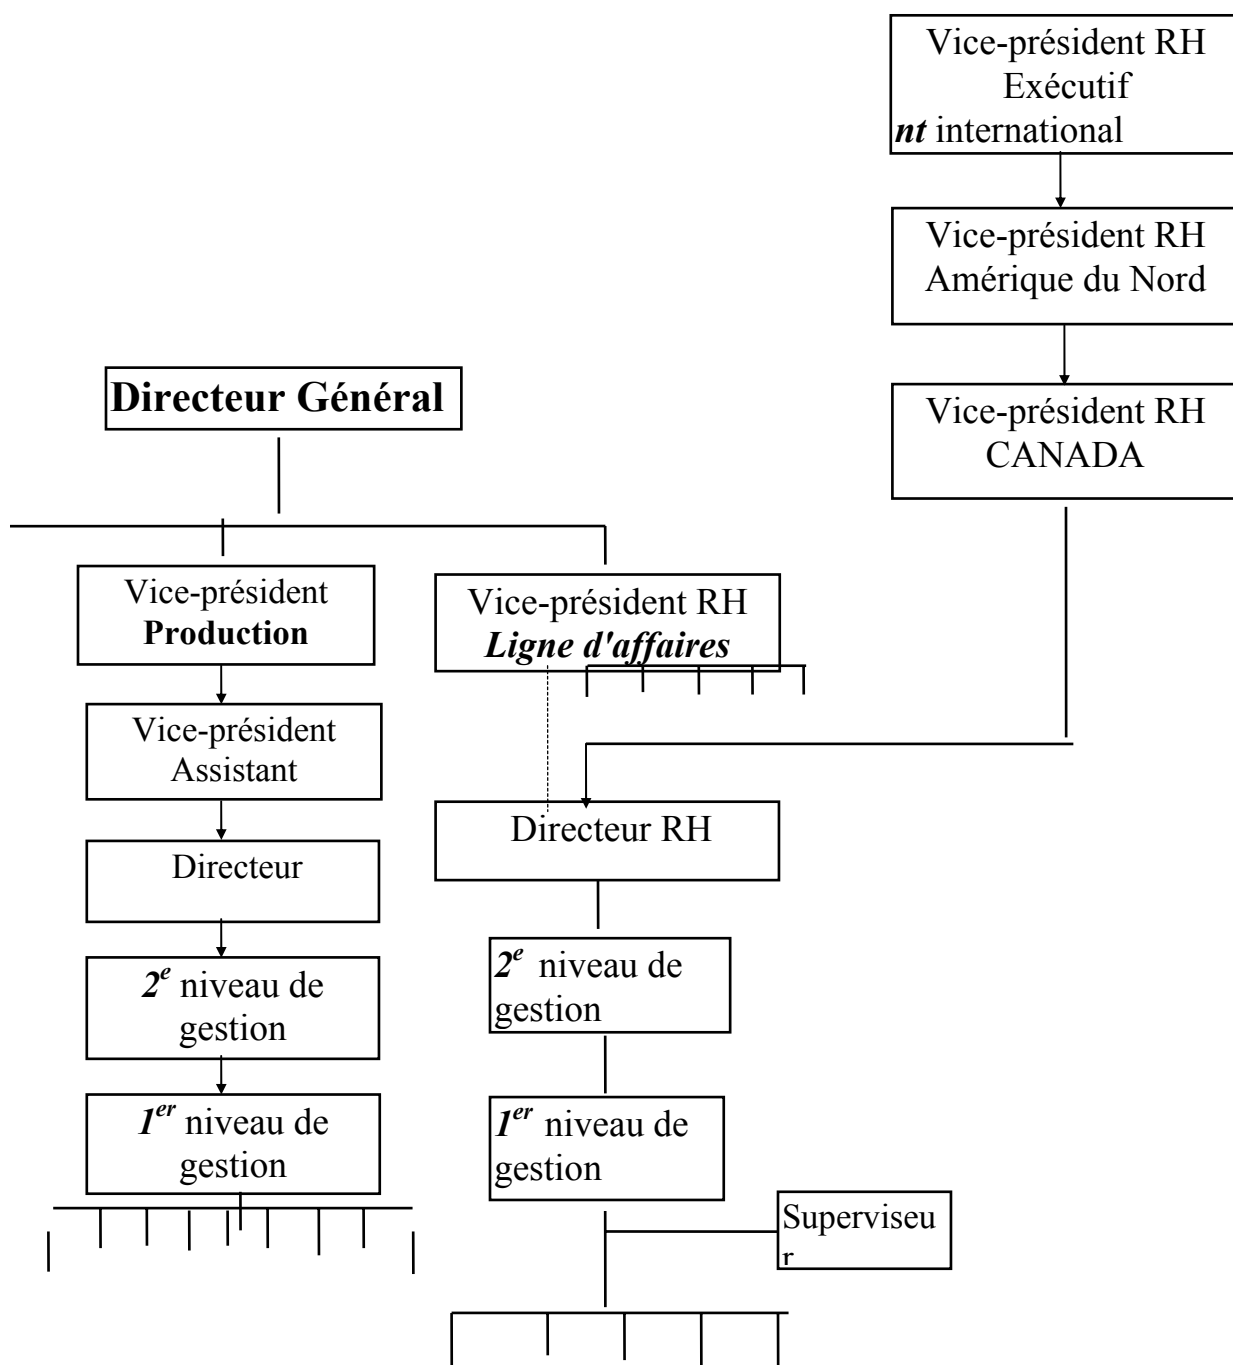 Vice-président RH
Exécutif
nt international
Vice-président RH
Amérique du Nord
Vice-président RH
CANADA
Directeur Général
Vice-président
Production
Vice-président Assistant
Directeur
2e niveau de
gestion
1er niveau de
gestion
Vice-président RH
Ligne d'affaires
Directeur RH
2e niveau de
gestion
1er niveau de
gestion
Superviseu
r